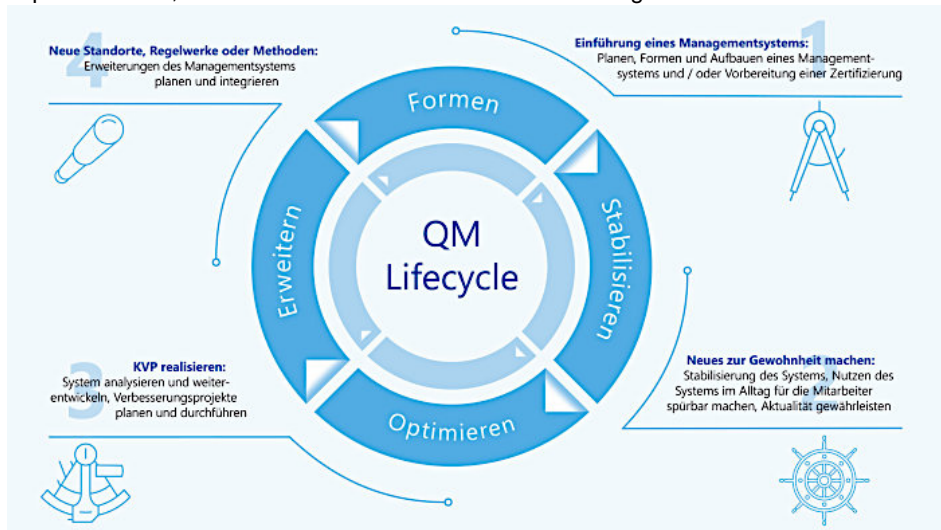 4
Neue Standorte, Regelwerke oder Methoden:
Erweiterungen des Managementsystems
planen und integrieren
1
Einführung eines Managementsystems:
Planen, Formen und Aufbauen eines Management-
systems und / oder Vorbereitung einer Zertifizierung
Formen
Stabilisieren
Optimieren
Erweitern
QM
Lifecycle
3
KVP realisieren:
System analysieren und weiter-
entwickeln, Verbesserungsprojekte
planen und durchführen
2
Neues zur Gewohnheit machen:
Stabilisierung des Systems, Nutzen des
Systems im Alltag für die Mitarbeiter
spürbar machen, Aktualität gewährleisten